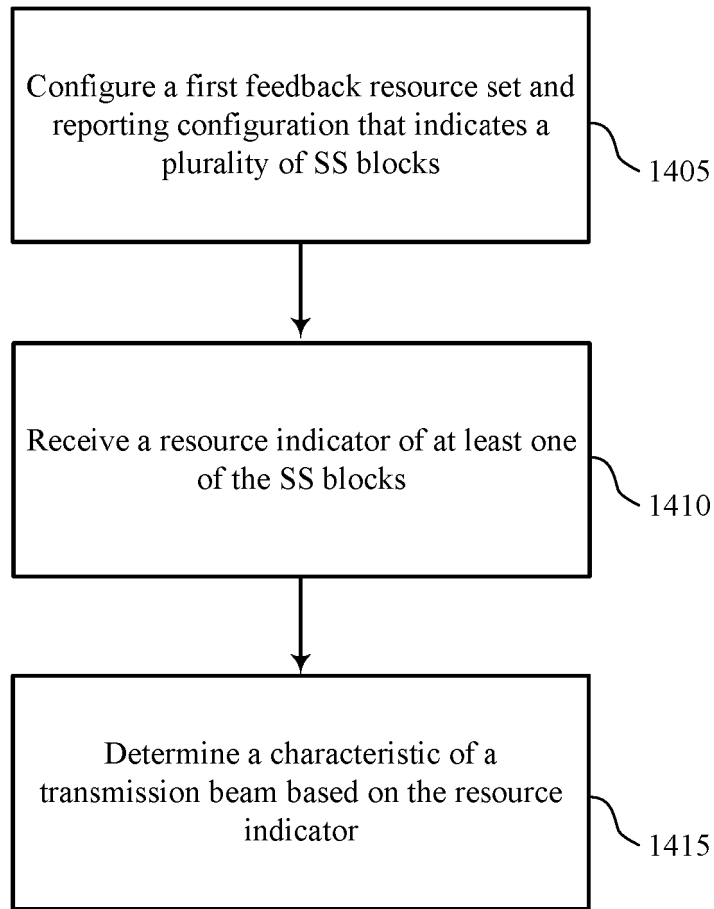 Configure a first feedback resource set and
reporting configuration that indicates a
plurality of SS blocks
1405
Receive a resource indicator of at least one
of the SS blocks
1410
Determine a characteristic of a
transmission beam based on the resource
indicator
1415